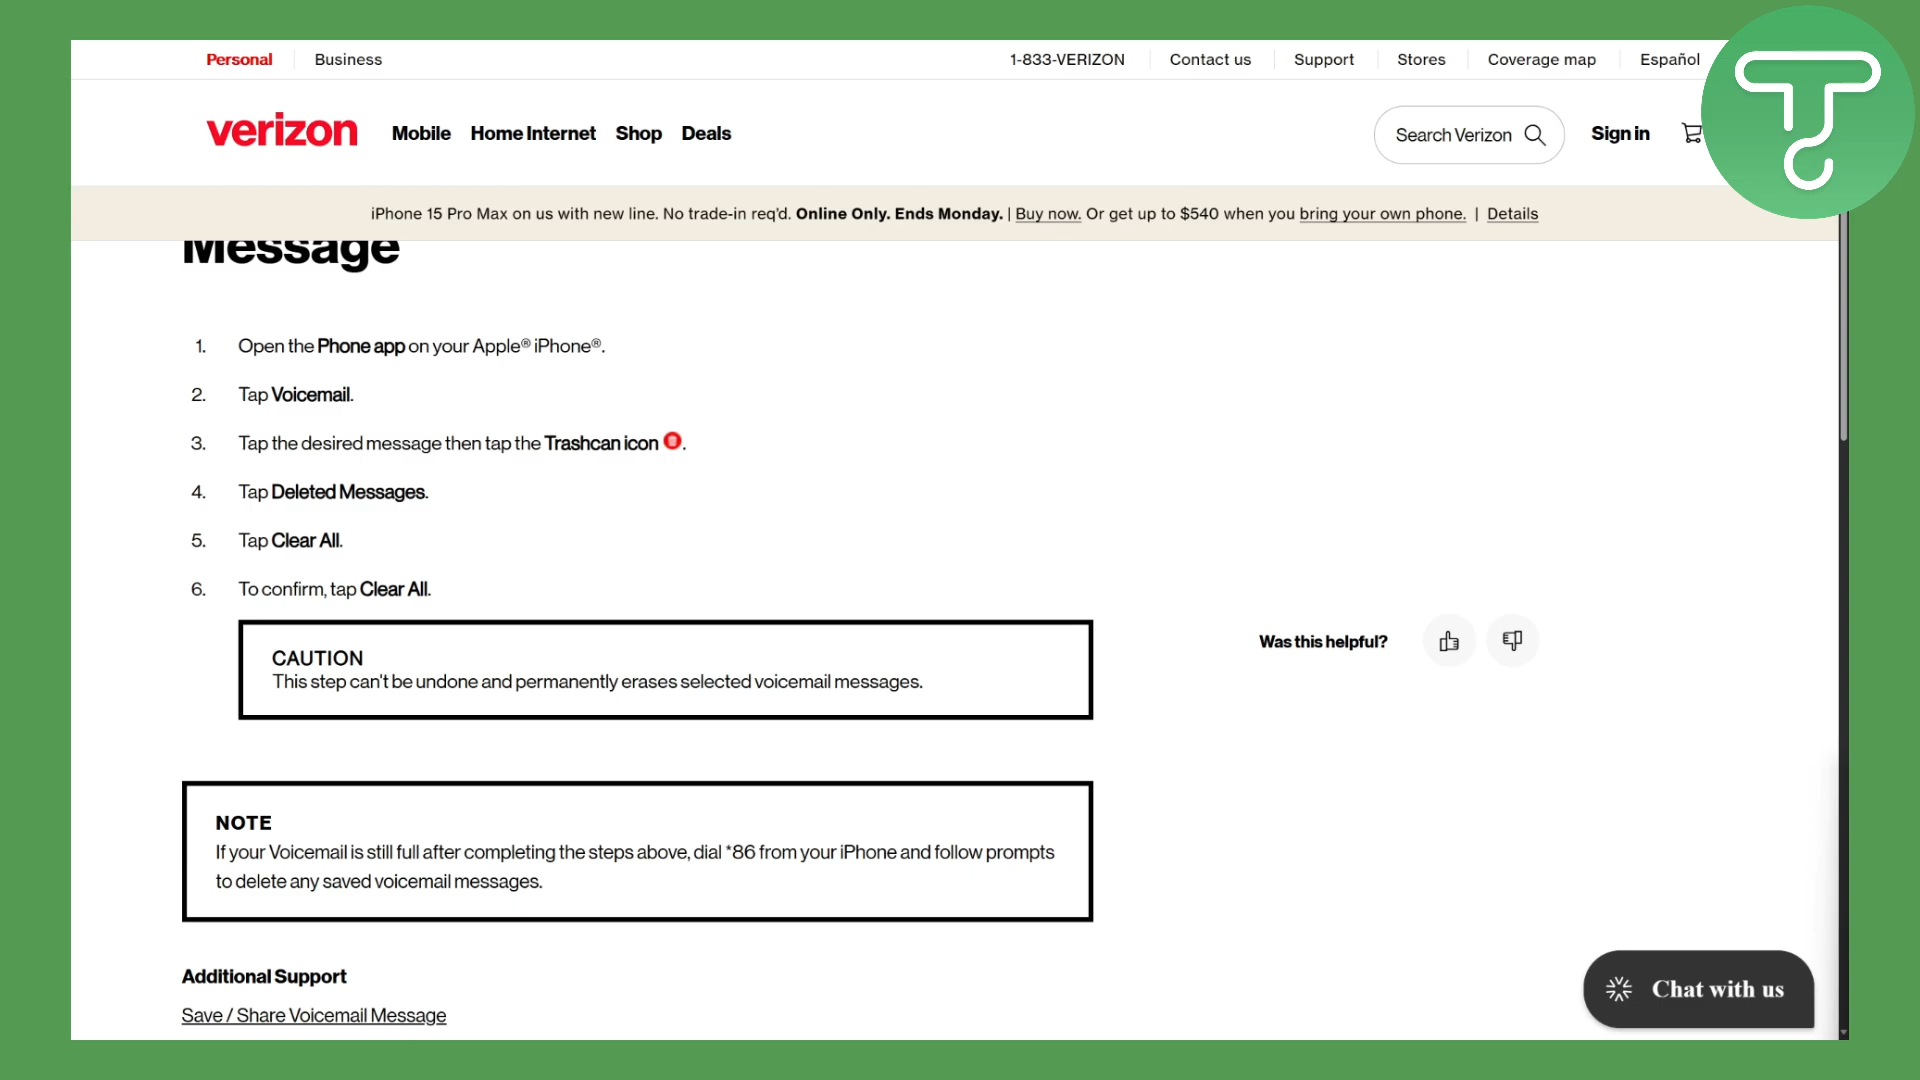 Personal
Business
1-833-VERIZON
Contact us
Support
Stores
Coverage map
Español
verizon
Mobile
Home Internet
Shop
Deals
Search Verizon
Sign in
iPhone 15 Pro Max on us with new line. No trade-in req'd. Online Only. Ends Monday. | Buy now. Or get up to $540 when you bring your own phone. | Details
Message
1. Open the Phone app on your Apple® iPhone®.
2. Tap Voicemail.
3. Tap the desired message then tap the Trashcan icon .
4. Tap Deleted Messages.
5. Tap Clear All.
6. To confirm, tap Clear All.
CAUTION
This step can't be undone and permanently erases selected voicemail messages.
Was this helpful?
NOTE
If your Voicemail is still full after completing the steps above, dial *86 from your iPhone and follow prompts
to delete any saved voicemail messages.
Additional Support
Save / Share Voicemail Message
Chat with us